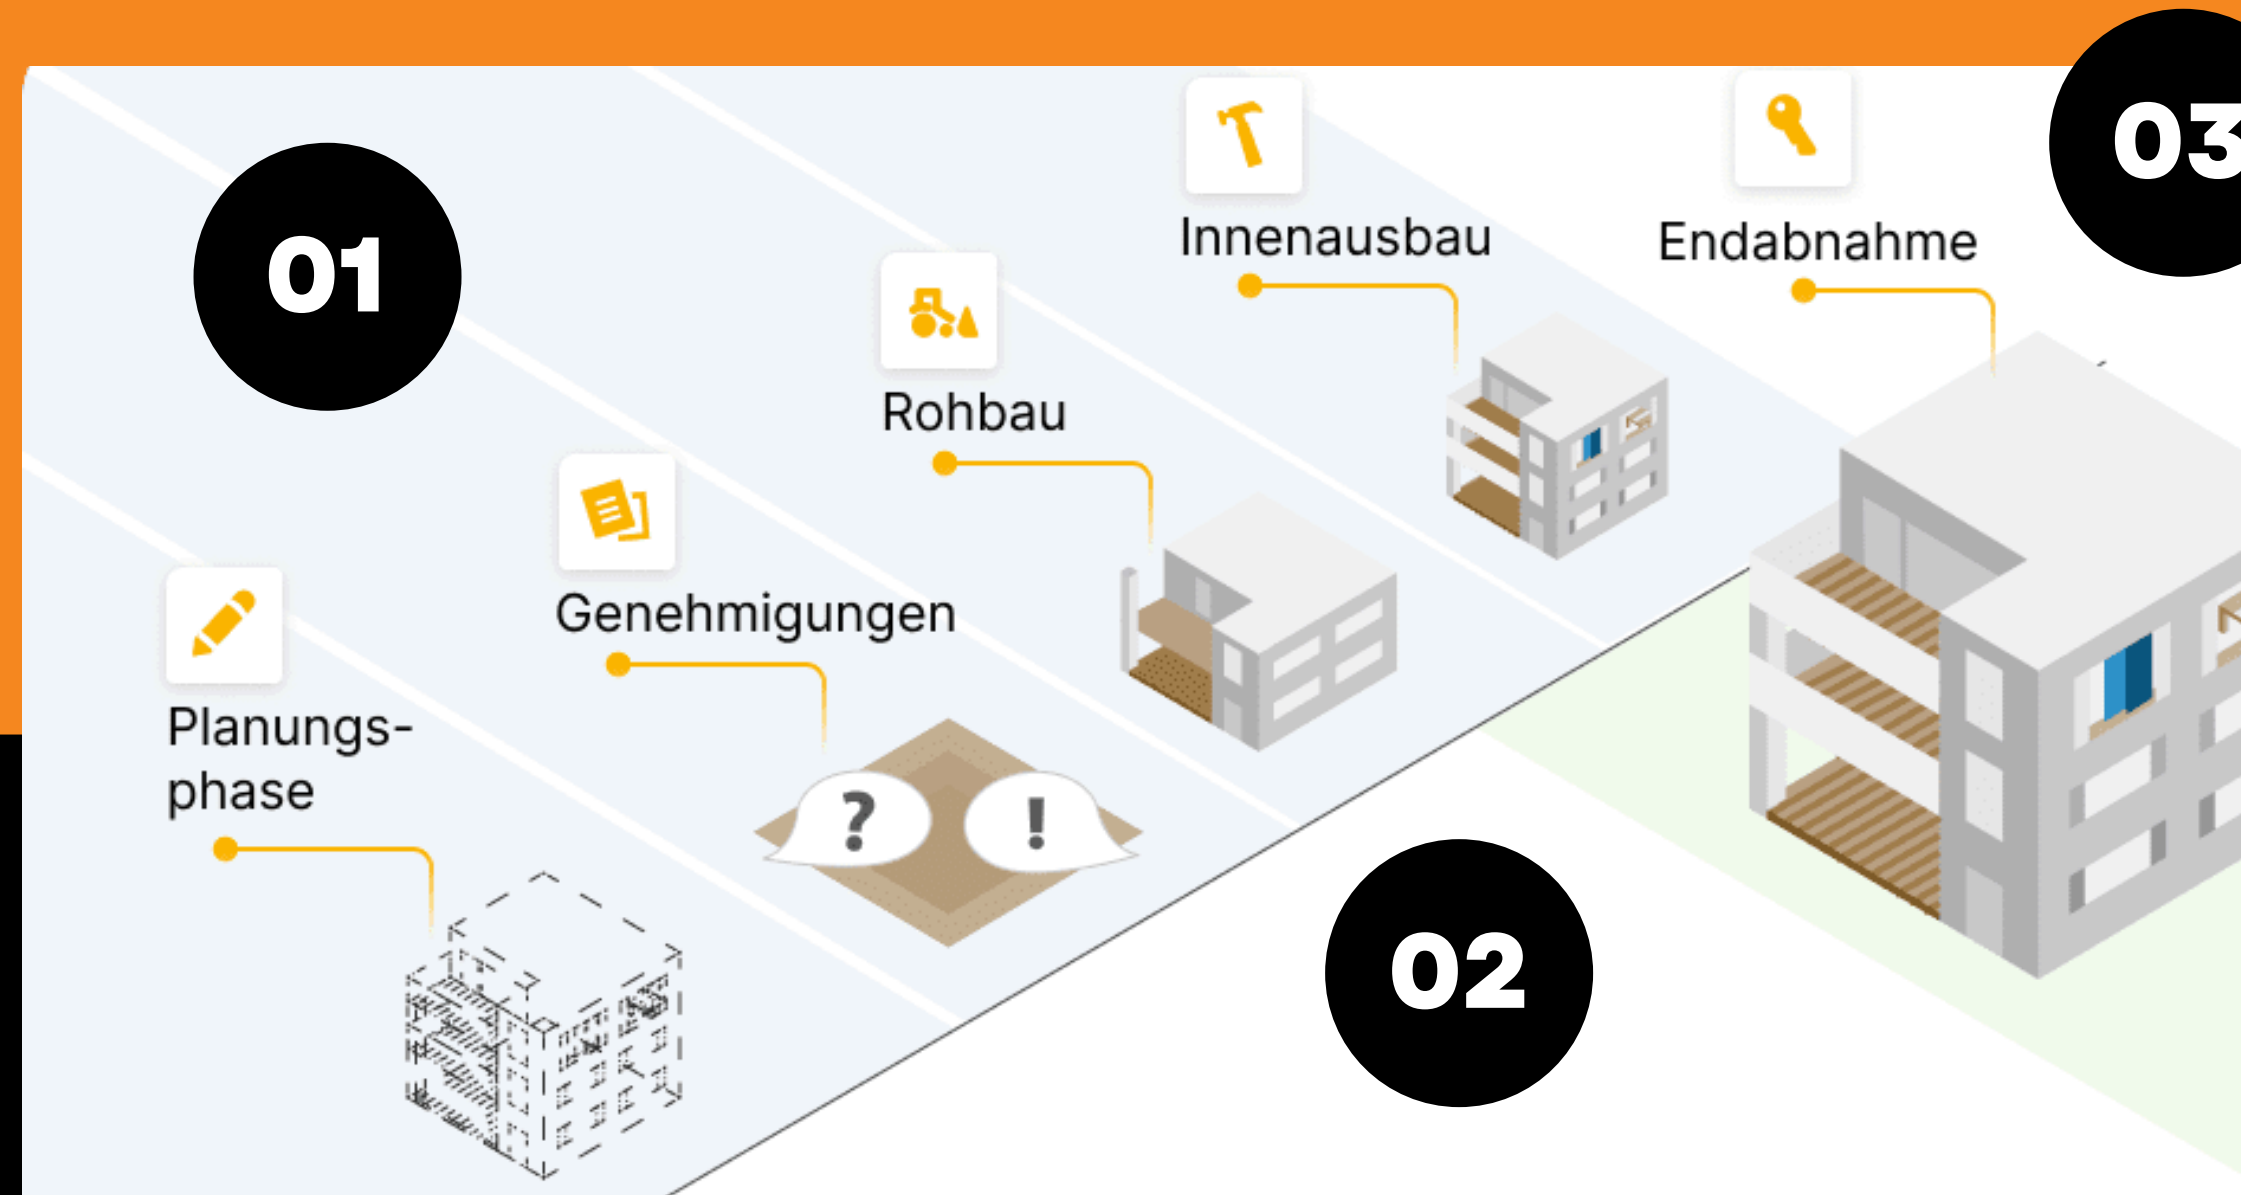 01
Planungs-
phase
Genehmigungen
?
!
Rohbau
Innenausbau
Endabnahme
02
03